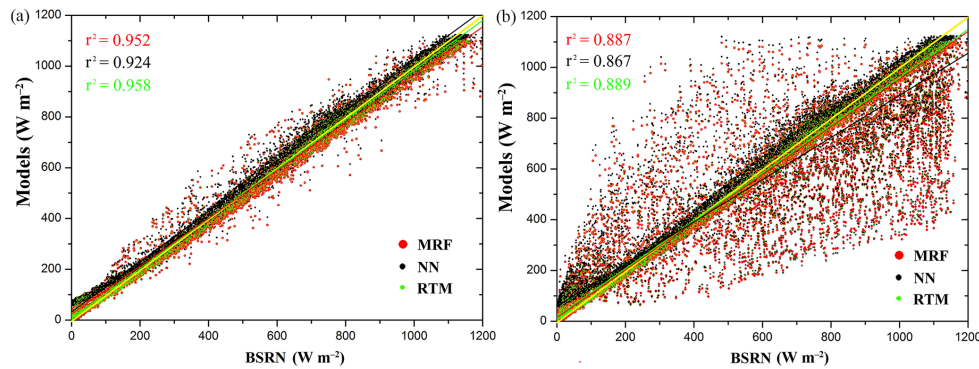 (a)
r² = 0.952
r² = 0.924
r² = 0.958
1200
1000
800
600
400
200
0
Models (W m⁻²)
MRF
NN
RTM
0 200 400 600 800 1000 1200
BSRN (W m⁻²)
(b)
r² = 0.887
r² = 0.867
r² = 0.889
1200
1000
800
600
400
200
0
Models (W m⁻²)
MRF
NN
RTM
0 200 400 600 800 1000 1200
BSRN (W m⁻²)